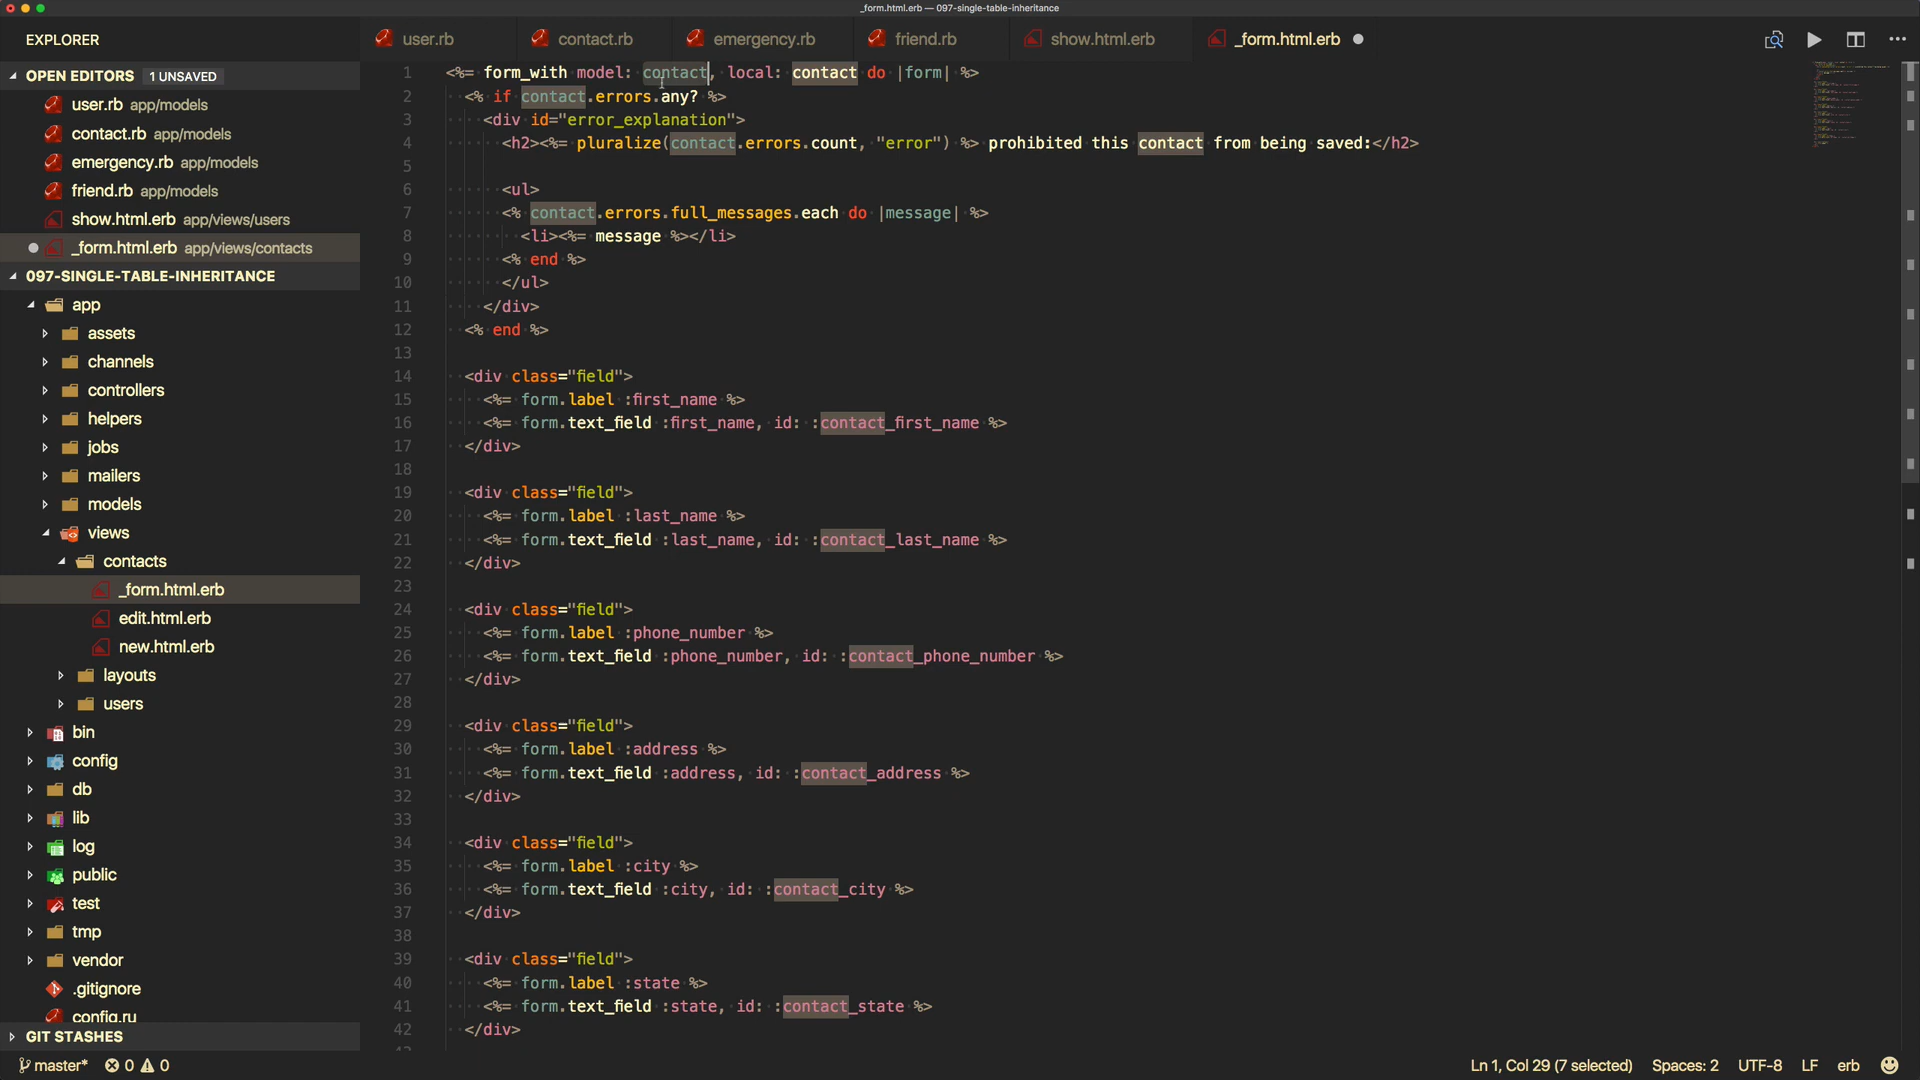 _form.html.erb — 097-single-table-inheritance
EXPLORER
user.rb
contact.rb
emergency.rb
friend.rb
show.html.erb
_form.html.erb
OPEN EDITORS 1 UNSAVED
user.rb app/models
contact.rb app/models
emergency.rb app/models
friend.rb app/models
show.html.erb app/views/users
_form.html.erb app/views/contacts
097-SINGLE-TABLE-INHERITANCE
app
assets
channels
controllers
helpers
jobs
mailers
models
views
contacts
_form.html.erb
edit.html.erb
new.html.erb
layouts
users
bin
config
db
lib
log
public
test
tmp
vendor
.gitignore
config.ru
GIT STASHES
1 <%= form_with model: contact, local: contact do |form| %>
2 <% if contact.errors.any? %>
3 <div id="error_explanation">
4 <h2><%= pluralize(contact.errors.count, "error") %> prohibited this contact from being saved:</h2>
5
6 <ul>
7 <% contact.errors.full_messages.each do |message| %>
8 <li><%= message %></li>
9 <% end %>
10 </ul>
11 </div>
12 <% end %>
13
14 <div class="field">
15 <%= form.label :first_name %>
16 <%= form.text_field :first_name, id: :contact_first_name %>
17 </div>
18
19 <div class="field">
20 <%= form.label :last_name %>
21 <%= form.text_field :last_name, id: :contact_last_name %>
22 </div>
23
24 <div class="field">
25 <%= form.label :phone_number %>
26 <%= form.text_field :phone_number, id: :contact_phone_number %>
27 </div>
28
29 <div class="field">
30 <%= form.label :address %>
31 <%= form.text_field :address, id: :contact_address %>
32 </div>
33
34 <div class="field">
35 <%= form.label :city %>
36 <%= form.text_field :city, id: :contact_city %>
37 </div>
38
39 <div class="field">
40 <%= form.label :state %>
41 <%= form.text_field :state, id: :contact_state %>
42 </div>
master* 0 0
Ln 1, Col 29 (7 selected) Spaces: 2 UTF-8 LF erb